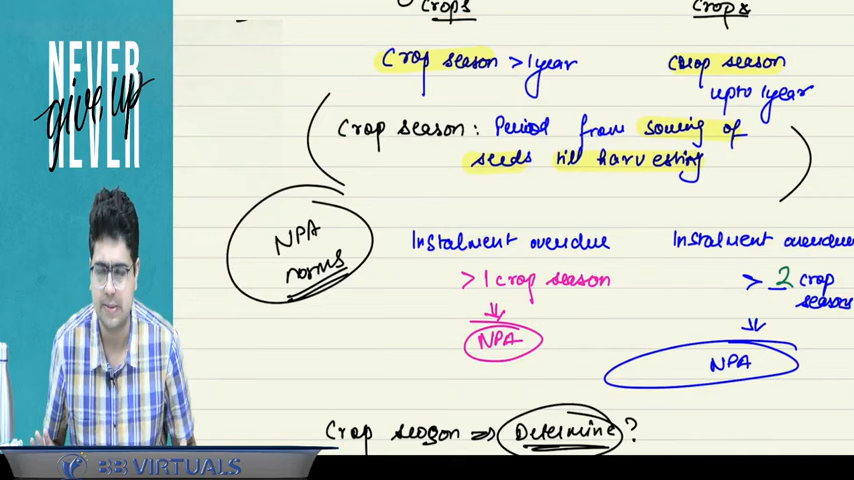 Crops
Crops
NEVER
give up
NEVER
Crop season > 1 year
Crop season
upto 1 year
Crop season : Period from sowing of
seeds till harvesting
NPA
norms
Instalment overdue
> 1 crop season
NPA
Instalment overdue
> 2 crop
seasons
NPA
Crop season ⇒ Determine ?
BB VIRTUALS